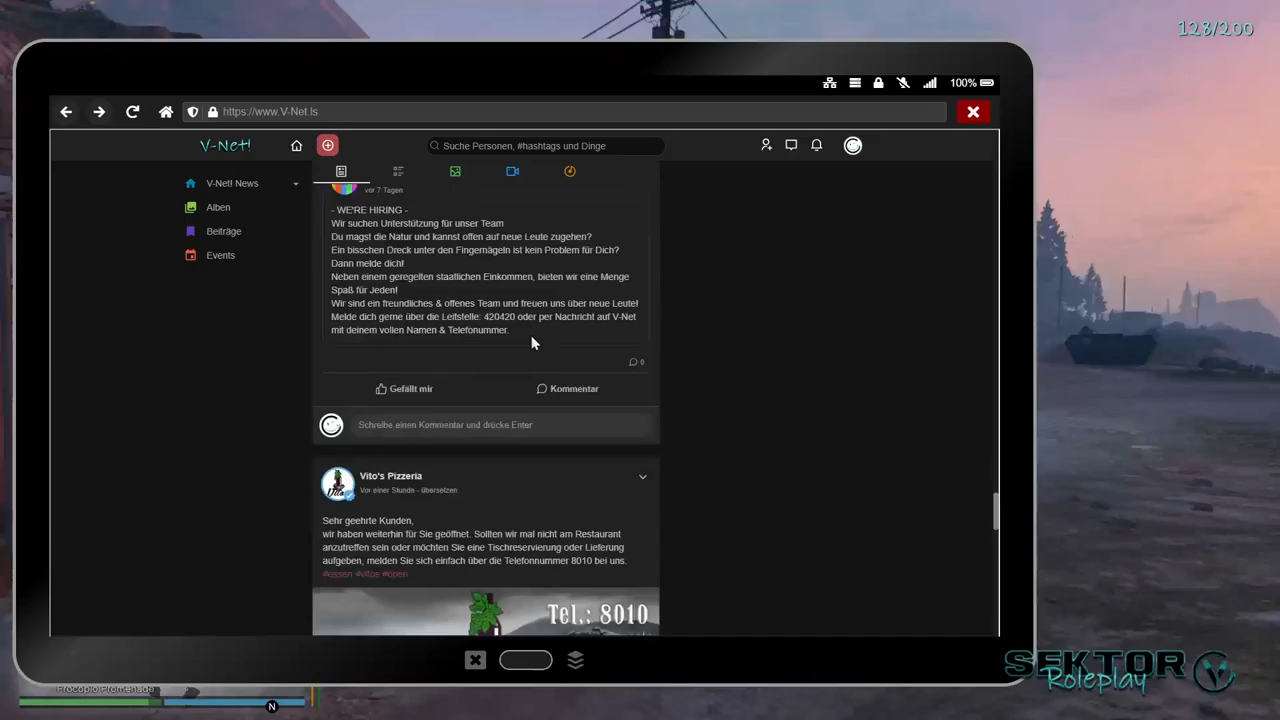 128/200
100%
https://www.V-Net.ls
V-Net!
Suche Personen, #hashtags und Dinge
V-Net! News
Alben
Beiträge
Events
vor 7 Tagen
- WE'RE HIRING -
Wir suchen Unterstützung für unser Team
Du magst die Natur und kannst offen auf neue Leute zugehen?
Ein bisschen Dreck unter den Fingernägeln ist kein Problem für Dich?
Dann melde dich!
Neben einem geregelten staatlichen Einkommen, bieten wir eine Menge
Spaß für Jeden!
Wir sind ein freundliches & offenes Team und freuen uns über neue Leute!
Melde dich gerne über die Leitstelle: 420420 oder per Nachricht auf V-Net
mit deinem vollen Namen & Telefonummer.
0
Gefällt mir
Kommentar
Schreibe einen Kommentar und drücke Enter
Vito's Pizzeria
Vor einer Stunde - übersetzen
Sehr geehrte Kunden,
wir haben weiterhin für Sie geöffnet. Sollten wir mal nicht am Restaurant
anzutreffen sein oder möchten Sie eine Tischreservierung oder Lieferung
aufgeben, melden Sie sich einfach über die Telefonnummer 8010 bei uns.
#essen #vitos #open
Tel.: 8010
SEKTOR V
Roleplay
Procopio Promenade
N